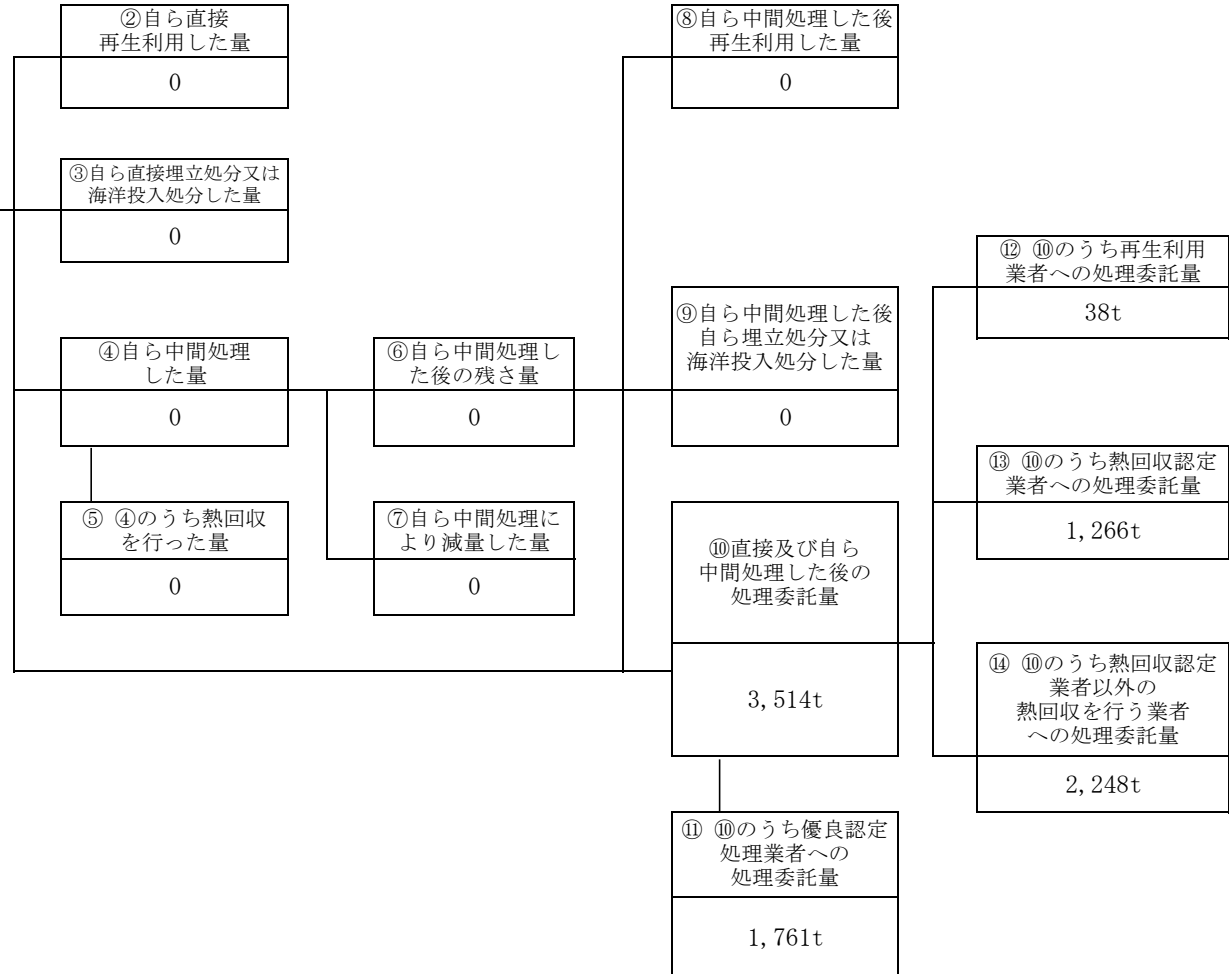 ②自ら直接
再生利用した量
0
③自ら直接埋立処分又は
海洋投入処分した量
0
④自ら中間処理
した量
0
⑤ ④のうち熱回収
を行った量
0
⑥自ら中間処理し
た後の残さ量
0
⑦自ら中間処理に
より減量した量
0
⑧自ら中間処理した後
再生利用した量
0
⑨自ら中間処理した後
自ら埋立処分又は
海洋投入処分した量
0
⑩直接及び自ら
中間処理した後の
処理委託量
3,514t
⑪ ⑩のうち優良認定
処理業者への
処理委託量
1,761t
⑫ ⑩のうち再生利用
業者への処理委託量
38t
⑬ ⑩のうち熱回収認定
業者への処理委託量
1,266t
⑭ ⑩のうち熱回収認定
業者以外の
熱回収を行う業者
への処理委託量
2,248t